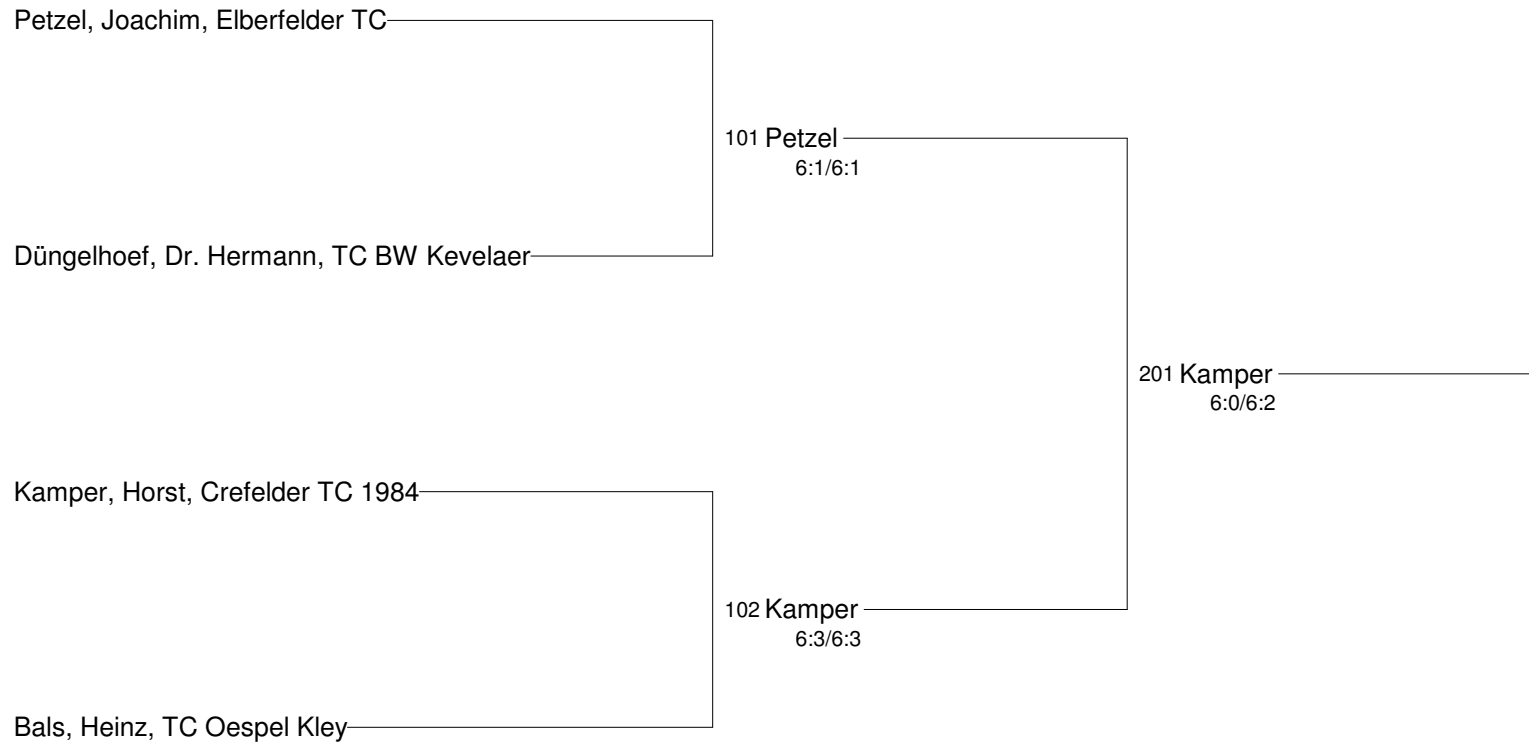 Petzel, Joachim, Elberfelder TC
101 Petzel
6:1/6:1
Düngelhoef, Dr. Hermann, TC BW Kevelaer
201 Kamper
6:0/6:2
Kamper, Horst, Crefelder TC 1984
102 Kamper
6:3/6:3
Bals, Heinz, TC Oespel Kley